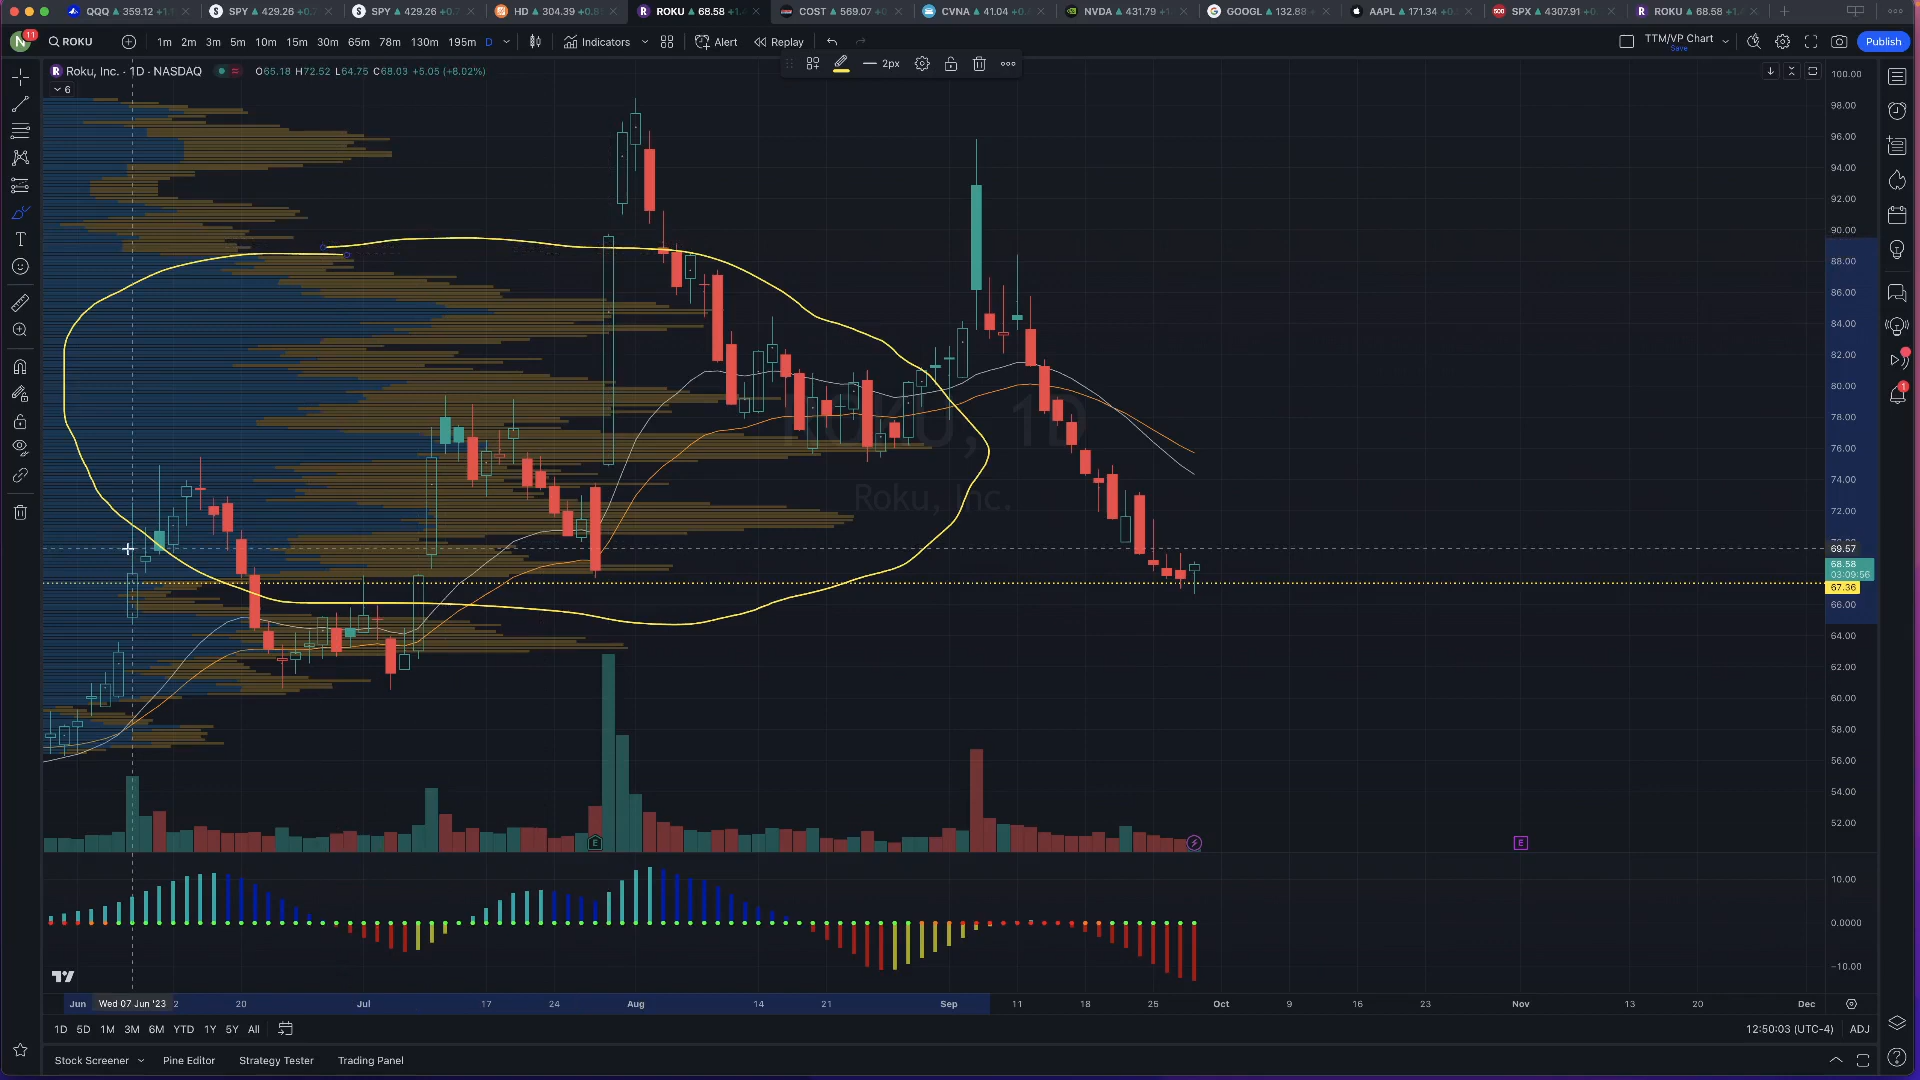 QQQ 359.12
SPY 429.26
SPY 429.26
HD 304.39
ROKU 68.58
COST 569.07
CVNA 41.04
NVDA 431.79
GOOGL 132.88
AAPL 171.34
SPX 4307.91
ROKU 68.58
N 11
ROKU
1m 2m 3m 5m 10m 15m 30m 65m 78m 130m 195m D
Indicators
Alert
Replay
TTM/VP Chart
Save
Publish
2px
Roku, Inc. · 1D · NASDAQ
O65.18 H72.52 L64.75 C68.03 +5.05 (+8.02%)
6
100.00
98.00
96.00
94.00
92.00
90.00
88.00
86.00
84.00
82.00
80.00
78.00
76.00
74.00
72.00
69.57
68.58
03:09:56
67.36
66.00
64.00
62.00
60.00
58.00
56.00
54.00
52.00
ROKU, 1D
Roku, Inc.
E
E
10.00
0.0000
−10.00
Jun
Wed 07 Jun '23
20
Jul
17
24
Aug
14
21
Sep
11
18
25
Oct
9
16
23
Nov
13
20
Dec
1D 5D 1M 3M 6M YTD 1Y 5Y All
12:50:03 (UTC-4)
ADJ
Stock Screener
Pine Editor
Strategy Tester
Trading Panel